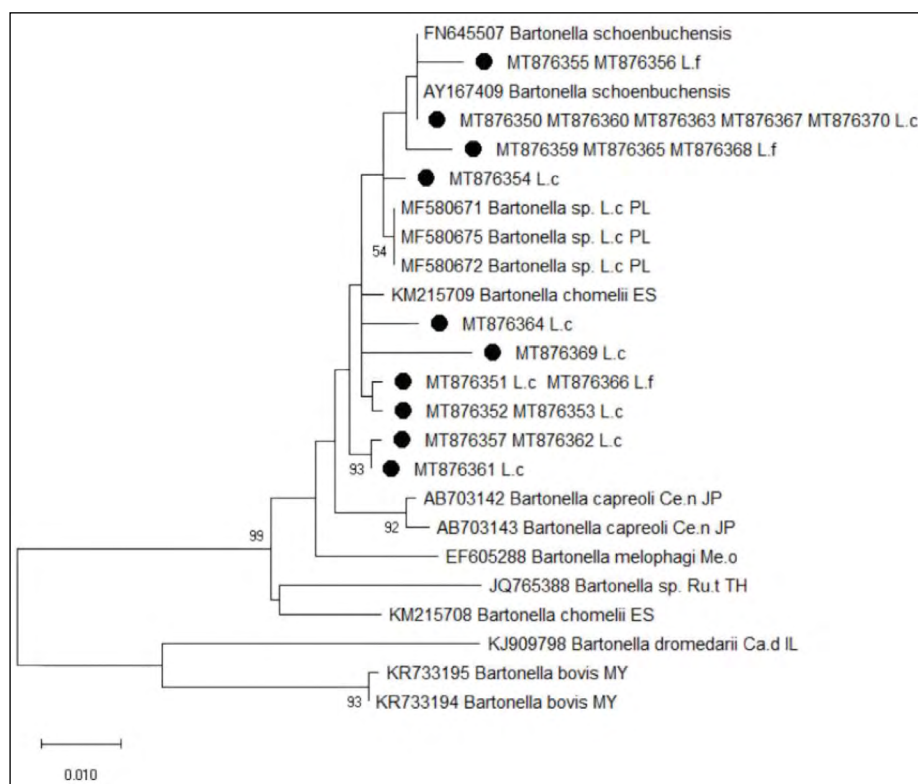 FN645507 Bartonella schoenbuchensis
MT876355 MT876356 L.f
AY167409 Bartonella schoenbuchensis
MT876350 MT876360 MT876363 MT876367 MT876370 L.c
MT876359 MT876365 MT876368 L.f
MT876354 L.c
MF580671 Bartonella sp. L.c PL
MF580675 Bartonella sp. L.c PL
54
MF580672 Bartonella sp. L.c PL
KM215709 Bartonella chomelii ES
MT876364 L.c
MT876369 L.c
MT876351 L.c MT876366 L.f
MT876352 MT876353 L.c
MT876357 MT876362 L.c
93
MT876361 L.c
AB703142 Bartonella capreoli Ce.n JP
92
AB703143 Bartonella capreoli Ce.n JP
99
EF605288 Bartonella melophagi Me.o
JQ765388 Bartonella sp. Ru.t TH
KM215708 Bartonella chomelii ES
KJ909798 Bartonella dromedarii Ca.d IL
KR733195 Bartonella bovis MY
93
KR733194 Bartonella bovis MY
0.010